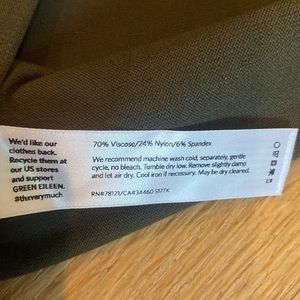 We'd like our
clothes back.
Recycle them at
our US stores
and support
GREEN EILEEN.
#thxverymuch
70% Viscose/24% Nylon/6% Spandex
We recommend machine wash cold, separately, gentle
cycle, no bleach. Tumble dry low. Remove slightly damp
and let air dry. Cool iron if necessary. May be dry cleaned.
RN#78121/CA#34460 S17TK